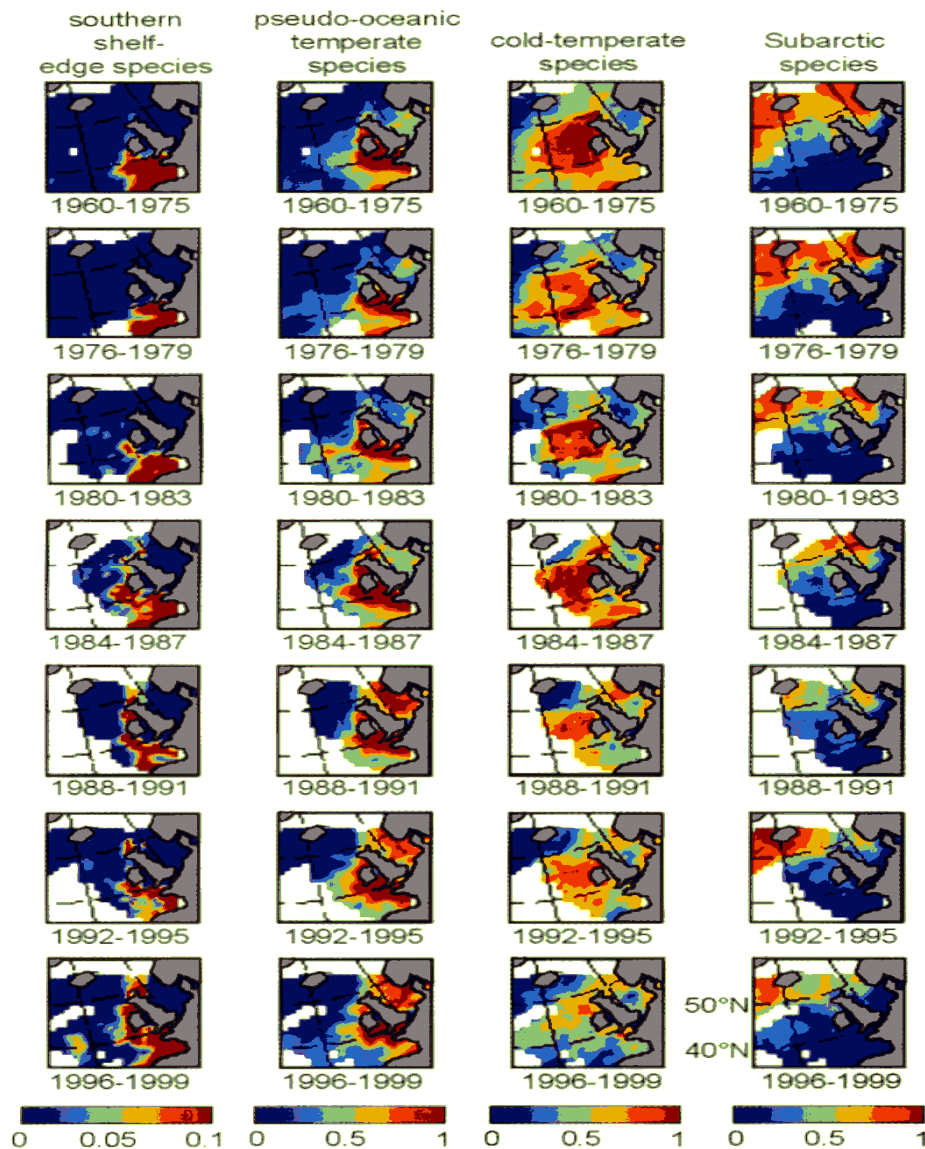 southern shelf-edge species
pseudo-oceanic temperate species
cold-temperate species
Subarctic species
1960-1975 1960-1975 1960-1975 1960-1975
1976-1979 1976-1979 1976-1979 1976-1979
1980-1983 1980-1983 1980-1983 1980-1983
1984-1987 1984-1987 1984-1987 1984-1987
1988-1991 1988-1991 1988-1991 1988-1991
1992-1995 1992-1995 1992-1995 1992-1995
50°N
40°N
1996-1999 1996-1999 1996-1999 1996-1999
0 0.05 0.1 0 0.5 1 0 0.5 1 0 0.5 1